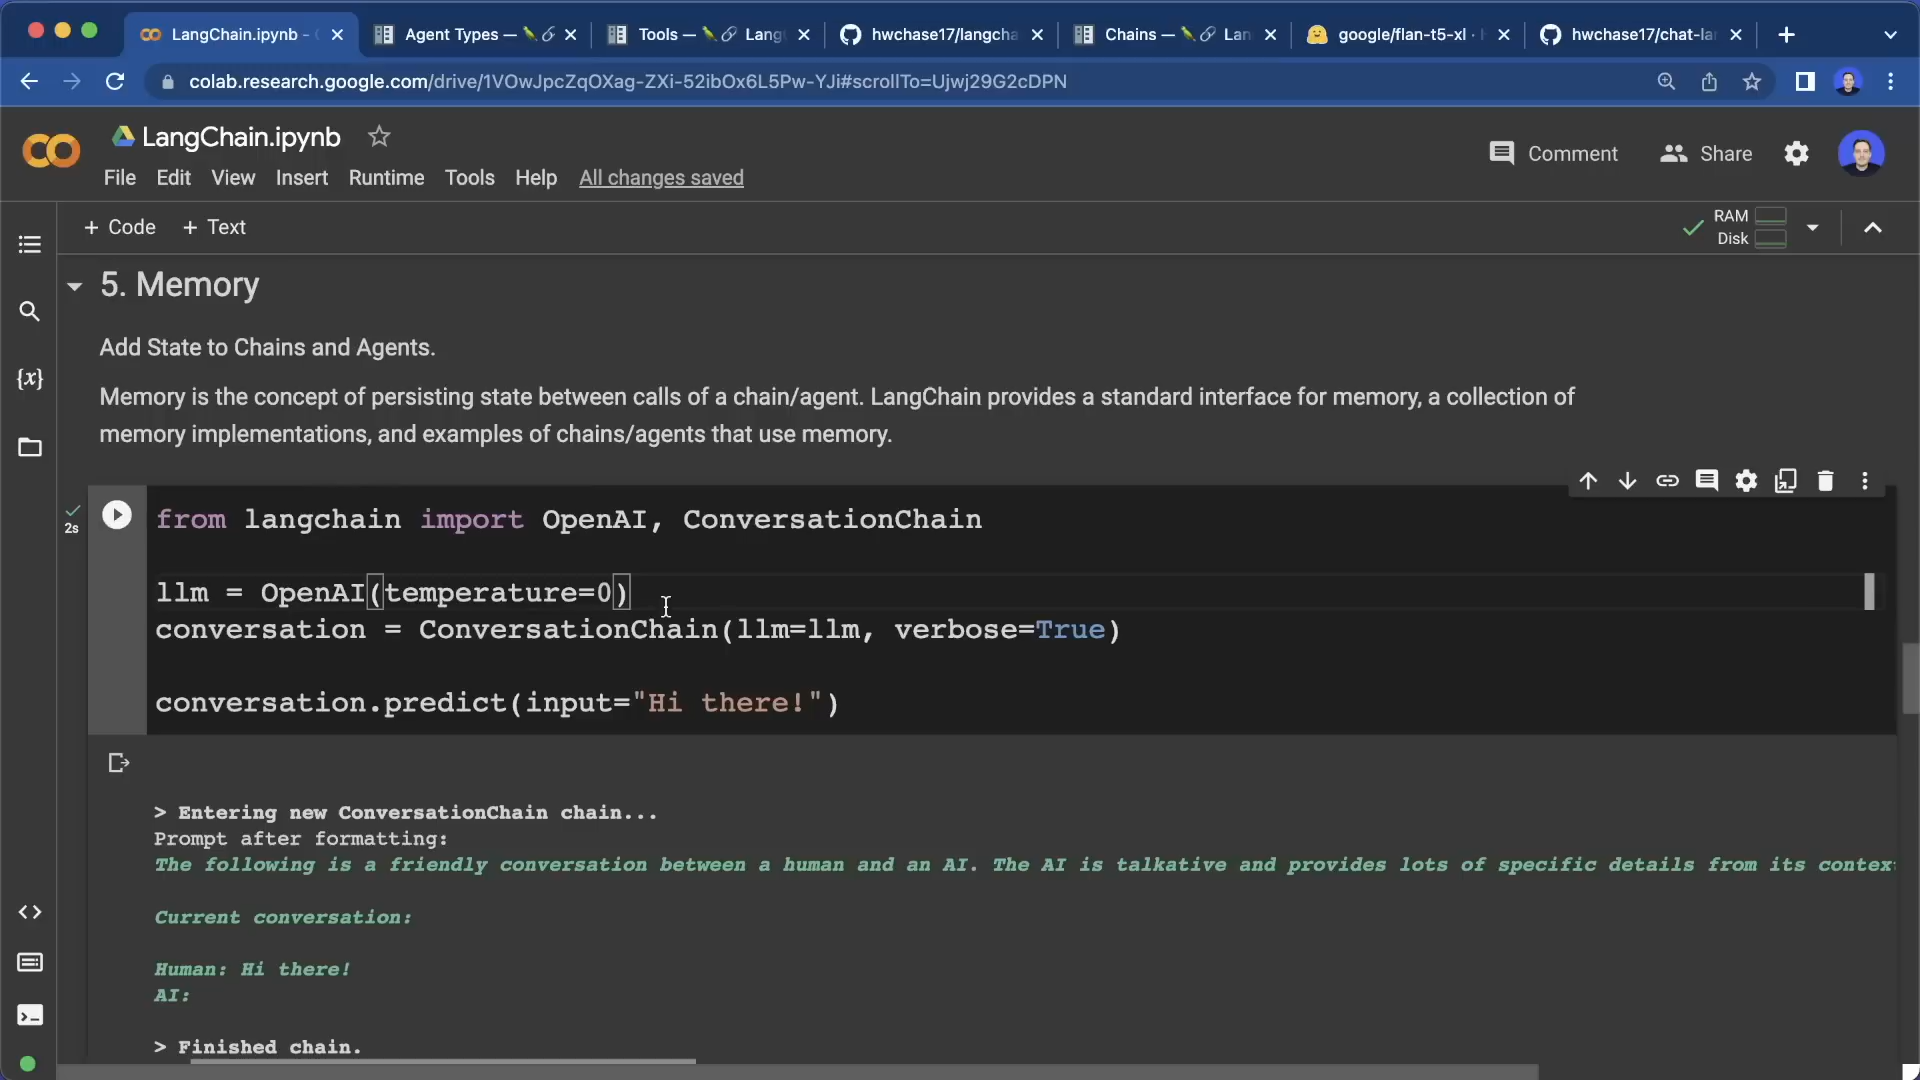 LangChain.ipynb -
Agent Types —
Tools — Lang
hwchase17/langcha
Chains — Lan
google/flan-t5-xl ·
hwchase17/chat-la
colab.research.google.com/drive/1VOwJpcZqOXag-ZXi-52ibOx6L5Pw-YJi#scrollTo=Ujwj29G2cDPN
LangChain.ipynb
Comment
Share
File Edit View Insert Runtime Tools Help All changes saved
+ Code + Text
RAM
Disk
5. Memory
Add State to Chains and Agents.
Memory is the concept of persisting state between calls of a chain/agent. LangChain provides a standard interface for memory, a collection of
memory implementations, and examples of chains/agents that use memory.
2s
from langchain import OpenAI, ConversationChain
llm = OpenAI(temperature=0)
conversation = ConversationChain(llm=llm, verbose=True)
conversation.predict(input="Hi there!")
> Entering new ConversationChain chain...
Prompt after formatting:
The following is a friendly conversation between a human and an AI. The AI is talkative and provides lots of specific details from its contex
Current conversation:
Human: Hi there!
AI:
> Finished chain.